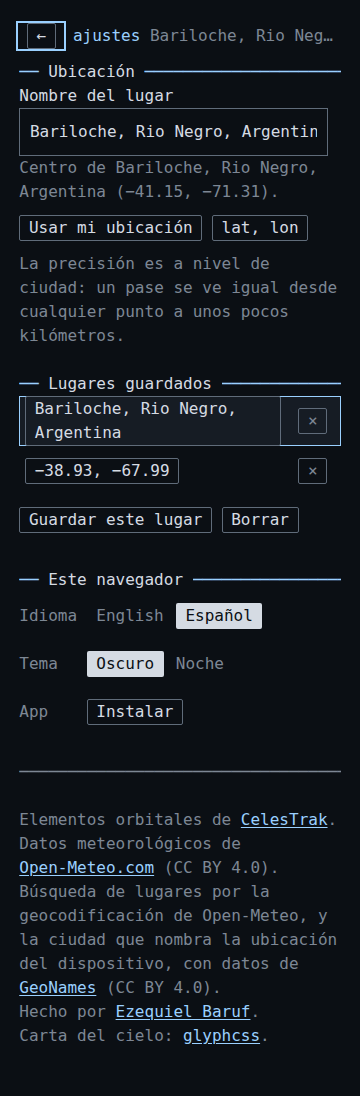 ← ajustes Bariloche, Rio Neg…
Ubicación
Nombre del lugar
Bariloche, Rio Negro, Argentin
Centro de Bariloche, Rio Negro,
Argentina (−41.15, −71.31).
Usar mi ubicación lat, lon
La precisión es a nivel de
ciudad: un pase se ve igual desde
cualquier punto a unos pocos
kilómetros.
Lugares guardados
Bariloche, Rio Negro,
Argentina ×
−38.93, −67.99 ×
Guardar este lugar Borrar
Este navegador
Idioma English Español
Tema Oscuro Noche
App Instalar
Elementos orbitales de CelesTrak.
Datos meteorológicos de
Open-Meteo.com (CC BY 4.0).
Búsqueda de lugares por la
geocodificación de Open-Meteo, y
la ciudad que nombra la ubicación
del dispositivo, con datos de
GeoNames (CC BY 4.0).
Hecho por Ezequiel Baruf.
Carta del cielo: glyphcss.